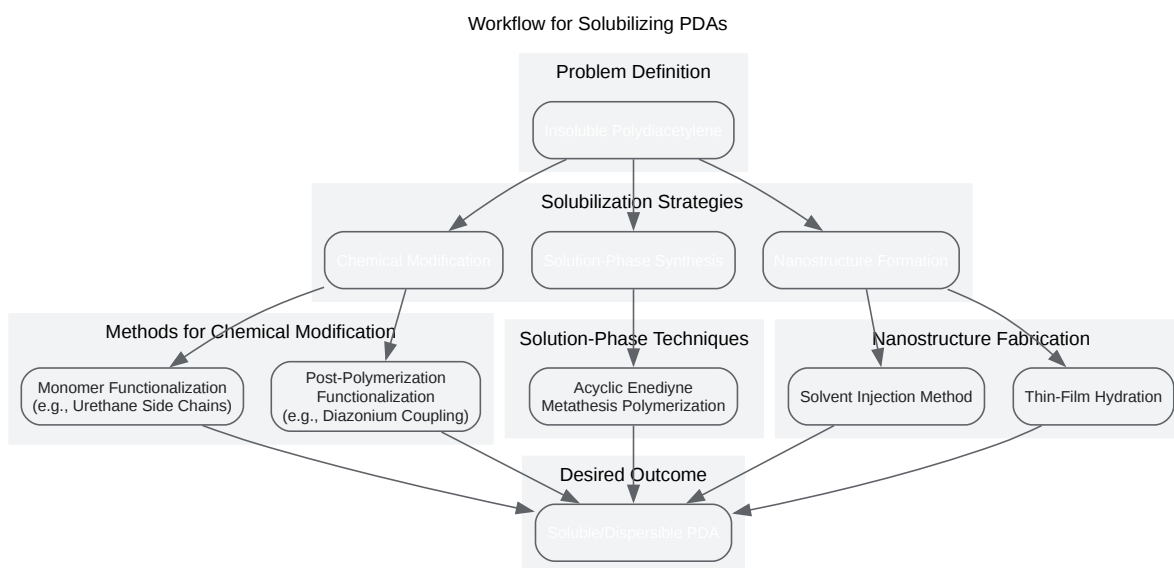 Workflow for Solubilizing PDAs
Problem Definition
Insoluble Polydiacetylene
Solubilization Strategies
Chemical Modification
Solution-Phase Synthesis
Nanostructure Formation
Methods for Chemical Modification
Solution-Phase Techniques
Nanostructure Fabrication
Monomer Functionalization
(e.g., Urethane Side Chains)
Post-Polymerization
Functionalization
(e.g., Diazonium Coupling)
Acyclic Enediyne
Metathesis Polymerization
Solvent Injection Method
Thin-Film Hydration
Desired Outcome
Soluble/Dispersible PDA